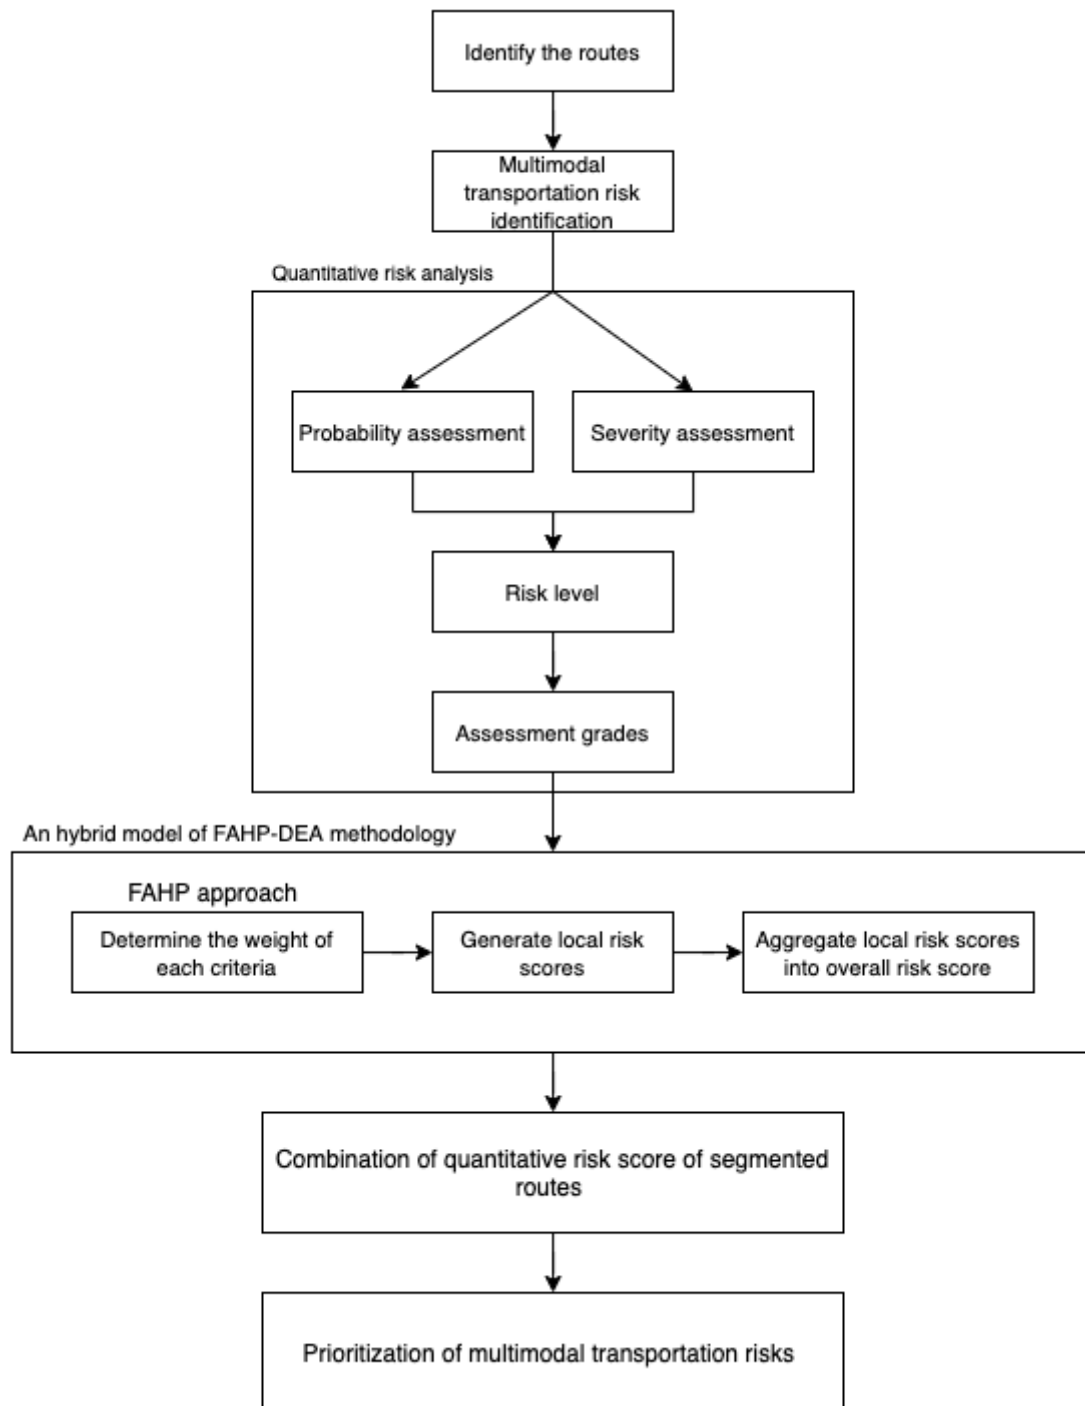 Identify the routes
Multimodal
transportation risk
identification
Quantitative risk analysis
Probability assessment
Severity assessment
Risk level
Assessment grades
An hybrid model of FAHP-DEA methodology
FAHP approach
Determine the weight of
each criteria
Generate local risk
scores
Aggregate local risk scores
into overall risk score
Combination of quantitative risk score of segmented
routes
Prioritization of multimodal transportation risks